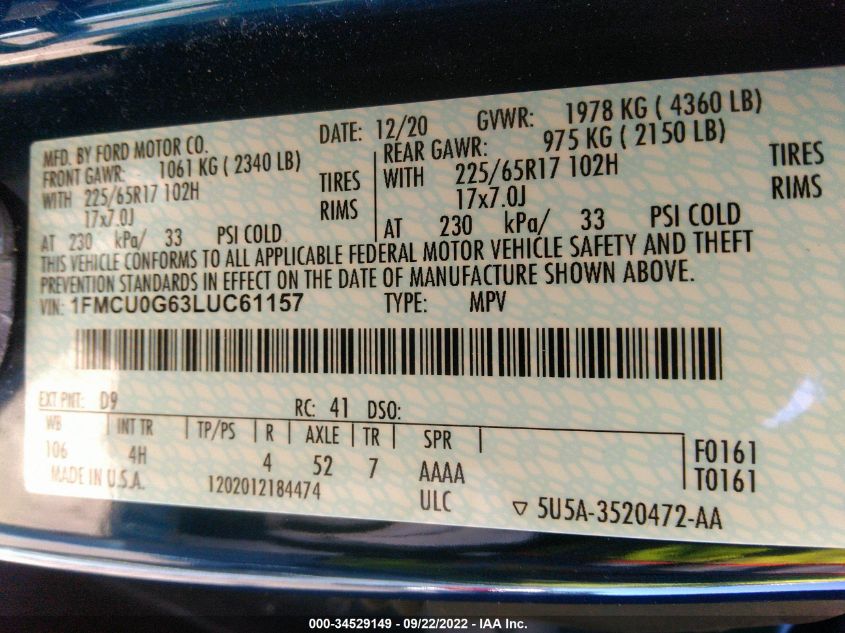 MFD. BY FORD MOTOR CO.
DATE: 12/20 GVWR: 1978 KG ( 4360 LB)
FRONT GAWR: 1061 KG ( 2340 LB)
REAR GAWR: 975 KG ( 2150 LB)
WITH 225/65R17 102H TIRES
WITH 225/65R17 102H TIRES
17x7.0J RIMS
17x7.0J RIMS
AT 230 kPa/ 33 PSI COLD
AT 230 kPa/ 33 PSI COLD
THIS VEHICLE CONFORMS TO ALL APPLICABLE FEDERAL MOTOR VEHICLE SAFETY AND THEFT
PREVENTION STANDARDS IN EFFECT ON THE DATE OF MANUFACTURE SHOWN ABOVE.
VIN: 1FMCU0G63LUC61157 TYPE: MPV
EXT PNT: D9 RC: 41 DSO:
WB INT TR TP/PS R AXLE TR SPR
106 4H 4 52 7 AAAA
F0161
T0161
MADE IN U.S.A. 1202012184474 ULC
▽ 5U5A-3520472-AA
000-34529149 - 09/22/2022 - IAA Inc.